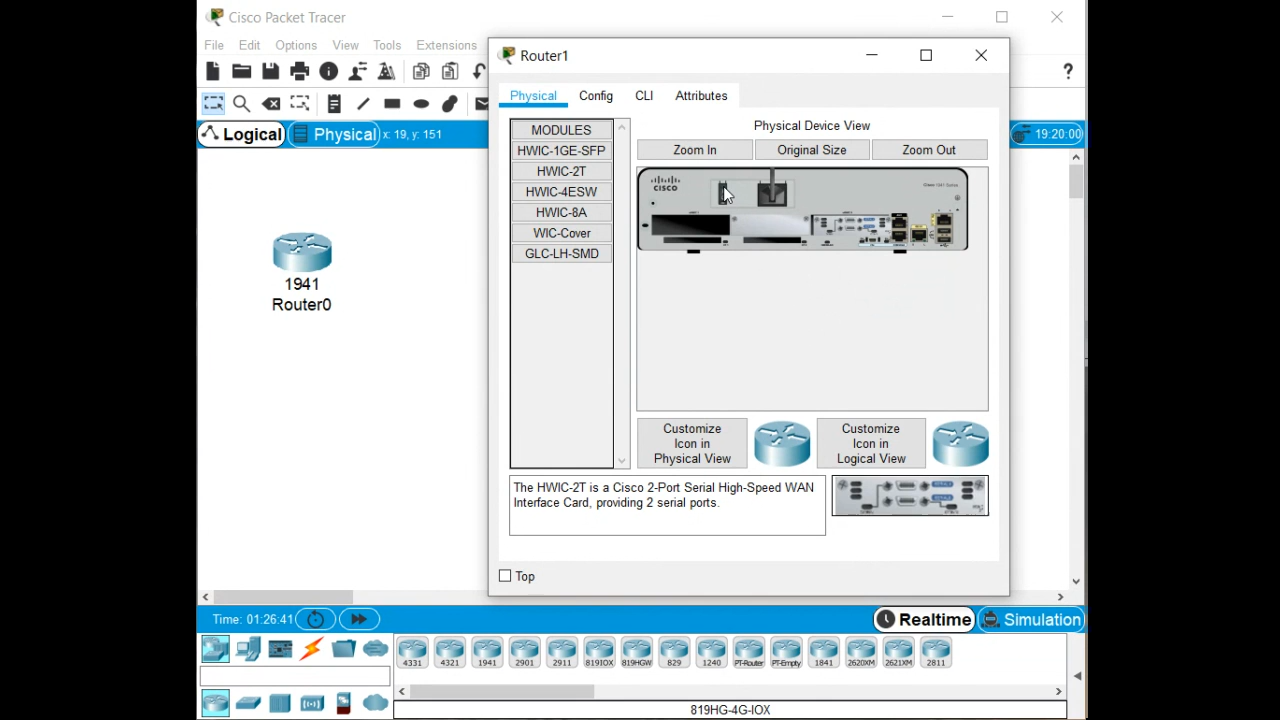 Cisco Packet Tracer
File Edit Options View Tools Extensions
Logical Physical x: 19, y: 151
19:20:00
1941
Router0
Router1
Physical Config CLI Attributes
MODULES
HWIC-1GE-SFP
HWIC-2T
HWIC-4ESW
HWIC-8A
WIC-Cover
GLC-LH-SMD
Physical Device View
Zoom In Original Size Zoom Out
CISCO
Cisco 1941 Series
Customize
Icon in
Physical View
Customize
Icon in
Logical View
The HWIC-2T is a Cisco 2-Port Serial High-Speed WAN
Interface Card, providing 2 serial ports.
Top
Time: 01:26:41
Realtime Simulation
4331 4321 1941 2901 2911 819IOX 819HGW 829 1240 PT-Router PT-Empty 1841 2620XM 2621XM 2811
819HG-4G-IOX